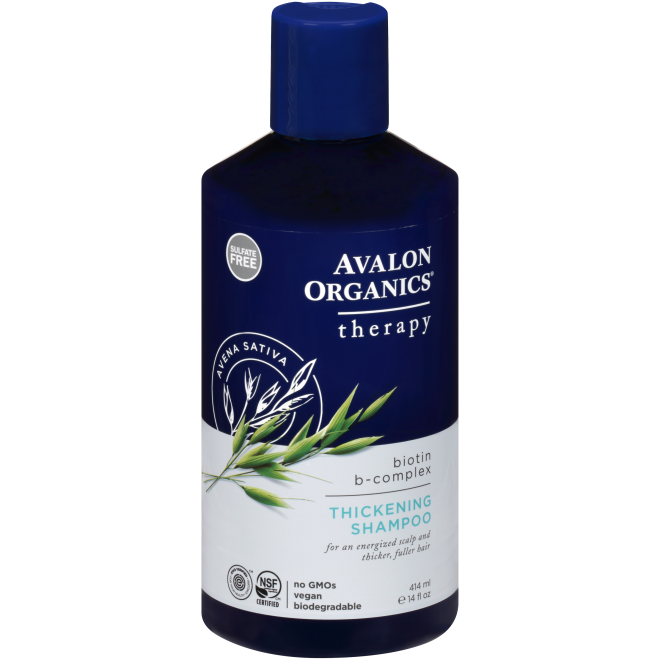 SULFATE
FREE
AVALON
ORGANICS®
therapy
AVENA SATIVA
biotin
b-complex
THICKENING
SHAMPOO
for an energized scalp and
thicker, fuller hair
NSF
CERTIFIED
no GMOs
vegan
biodegradable
414 ml
℮ 14 fl oz